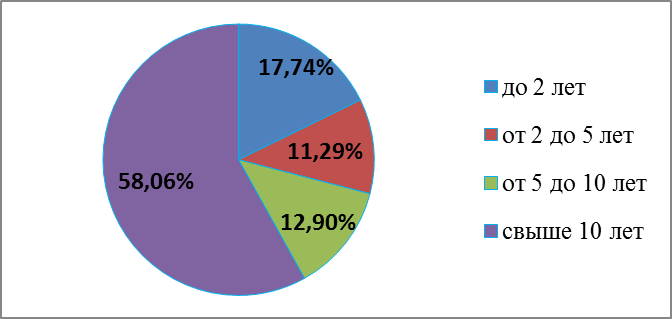 17,74%
11,29%
12,90%
58,06%
до 2 лет
от 2 до 5 лет
от 5 до 10 лет
свыше 10 лет